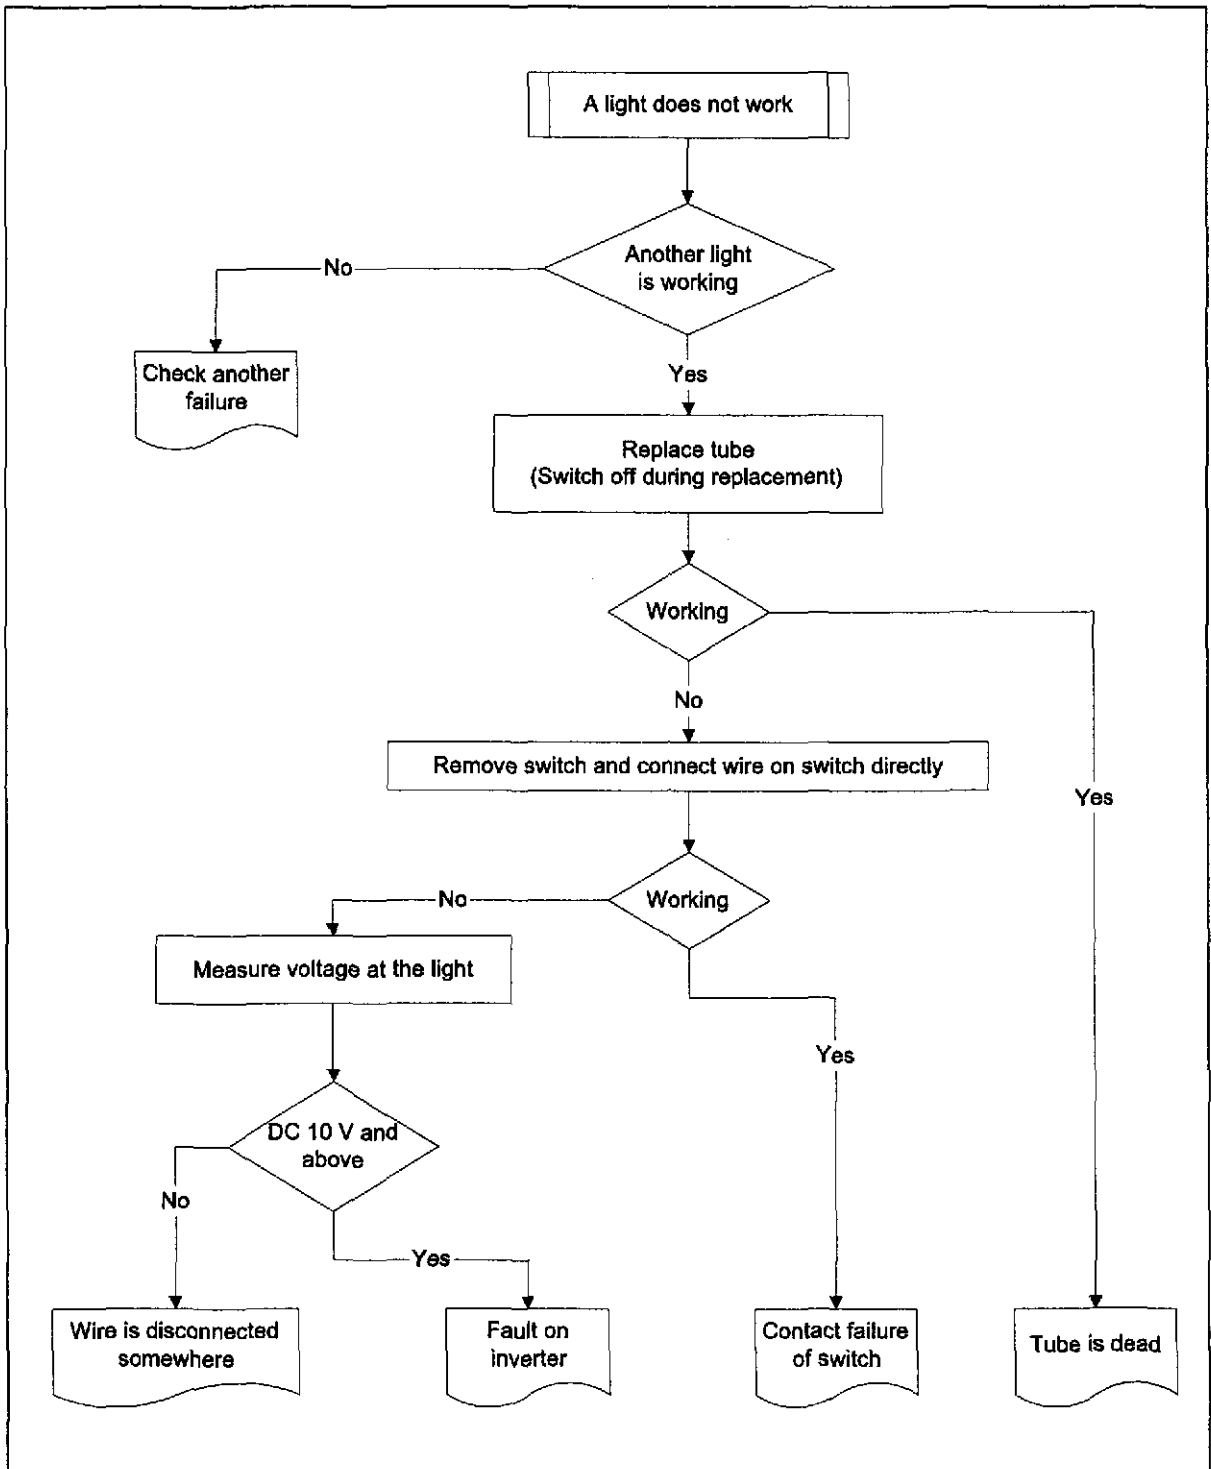 A light does not work
Another light
is working
No
Check another
failure
Yes
Replace tube
(Switch off during replacement)
Working
No
Remove switch and connect wire on switch directly
Yes
Working
No
Measure voltage at the light
Yes
DC 10 V and
above
No
Yes
Wire is disconnected
somewhere
Fault on
inverter
Contact failure
of switch
Tube is dead